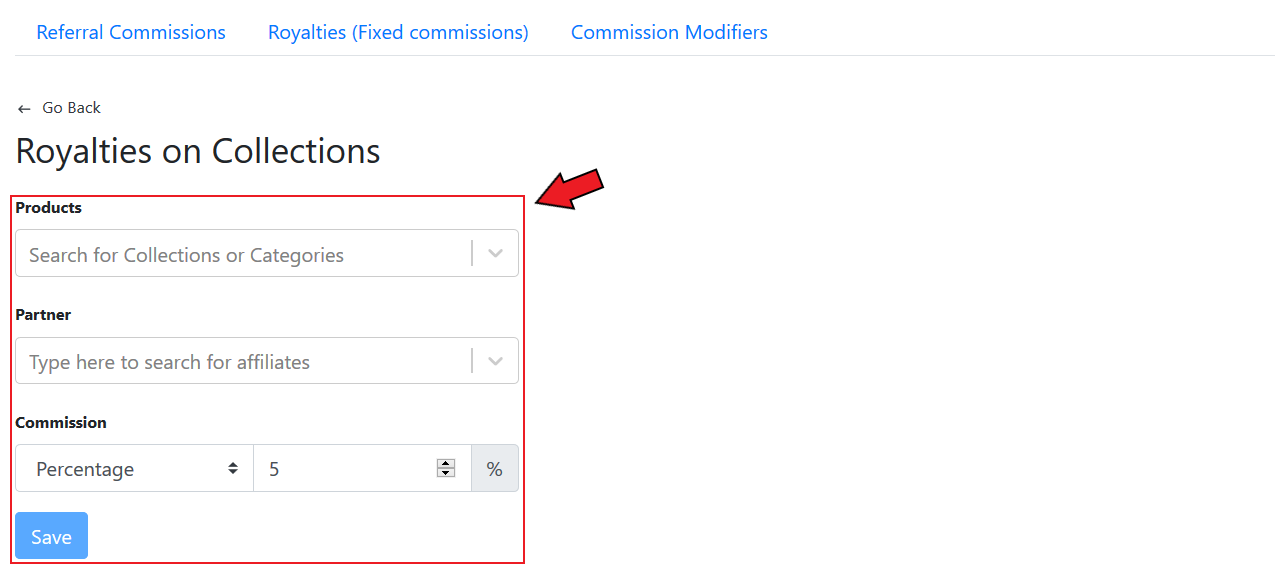 Referral Commissions Royalties (Fixed commissions) Commission Modifiers
← Go Back
Royalties on Collections
Products
Search for Collections or Categories
Partner
Type here to search for affiliates
Commission
Percentage 5 %
Save